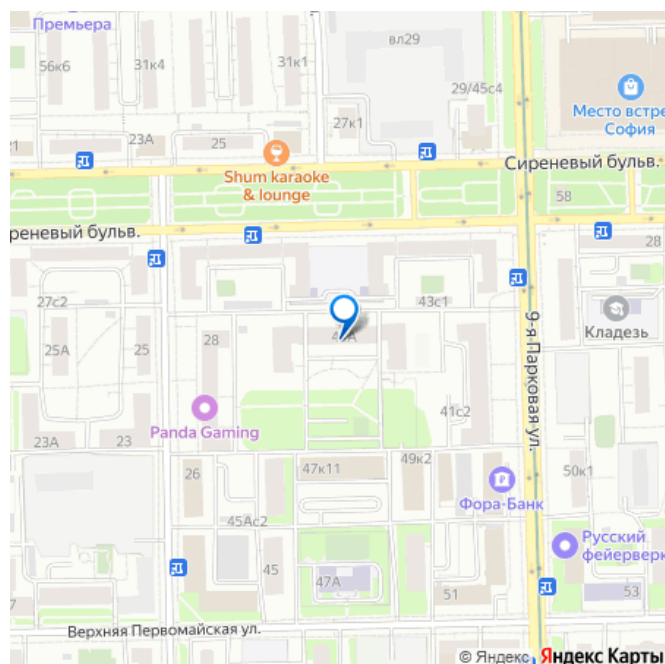 Премьера
вл29
56к6
31к4
31к1
29/45с4
Место встре
София
27к1
23А
25
Shum karaoke
& lounge
Сиреневый бульв.
58
реневый бульв.
28
27с2
43с1
Кладезь
25А
25
28
9-я Парковая ул.
41с2
Panda Gaming
23А
23
49к2
47к11
26
50к1
Фора-Банк
45Ас2
Русский
фейерверк
45
47А
51
53
Верхняя Первомайская ул.
© Яндекс Яндекс Карты